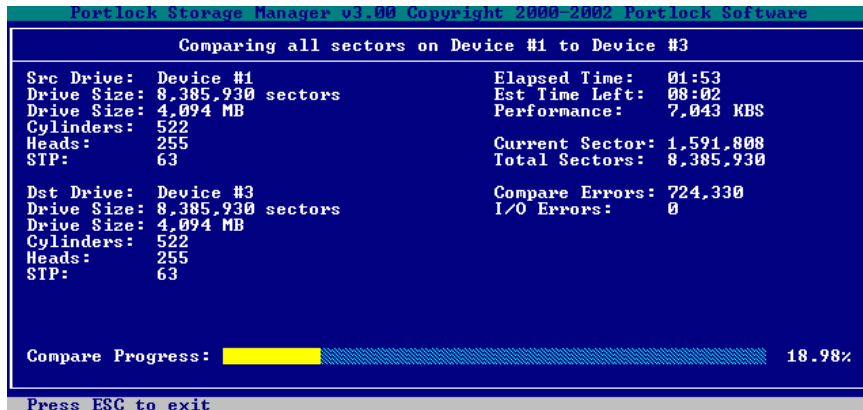 Portlock Storage Manager v3.00 Copyright 2000-2002 Portlock Software
Comparing all sectors on Device #1 to Device #3
Src Drive: Device #1
Drive Size: 8,385,930 sectors
Drive Size: 4,094 MB
Cylinders: 522
Heads: 255
STP: 63
Elapsed Time: 01:53
Est Time Left: 08:02
Performance: 7,043 KBS
Current Sector: 1,591,808
Total Sectors: 8,385,930
Dst Drive: Device #3
Drive Size: 8,385,930 sectors
Drive Size: 4,094 MB
Cylinders: 522
Heads: 255
STP: 63
Compare Errors: 724,330
I/O Errors: 0
Compare Progress: 18.98%
Press ESC to exit